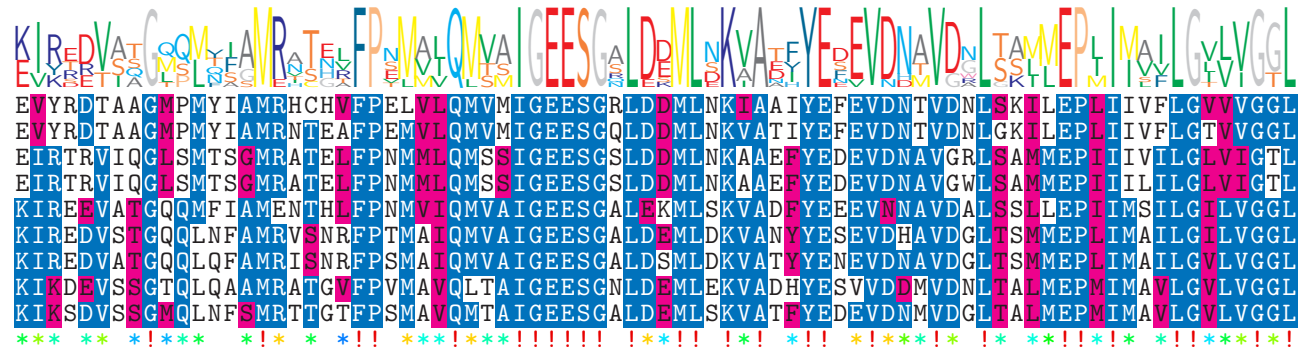 EVYRDTAAGMPMYIAMRHCHVFPELVLQMVMIGEESGRLDDMLNKIAAIYEFEVDNTVDNLSKILEPLIIVFLGVVVGGL
EVYRDTAAGMPMYIAMRNTEAFPEMVLQMVMIGEESGQLDDMLNKVATIYEFEVDNTVDNLGKILEPLIIVFLGTVVGGL
EIRTRVIQGLSMTSGMRATELFPNMMLQMSSIGEESGSLDDMLNKAAEFYEDEVDNAVGRLSAMMEPIIIVILGLVIGTL
EIRTRVIQGLSMTSGMRATELFPNMMLQMSSIGEESGSLDDMLNKAAEFYEDEVDNAVGWLSAMMEPIIILILGLVIGTL
KIREEVATGQQMFIAMENTHLFPNMVIQMVAIGEESGALEKMLSKVADFYEEEVNNAVDALSSLLEPIIMSILGILVGGL
KIREDVSTGQQLNFAMRVSNRFPTMAIQMVAIGEESGALDEMLDKVANYYESEVDHAVDGLTSMMEPLIMAILGILVGGL
KIREDVATGQQLQFAMRISNRFPSMAIQMVAIGEESGALDSMLDKVATYYENEVDNAVDGLTSMMEPLIMAILGVLVGGL
KIKDEVSSGTQLQAAMRATGVFPVMAVQLTAIGEESGNLDEMLEKVADHYESVVDDMVDNLTALMEPMIMAVLGVLVGGL
KIKSDVSSGMQLNFSMRTTGTFPSMAVQMTAIGEESGALDEMLSKVATFYEDEVDNMVDGLTALMEPMIMAVLGVLVGGL